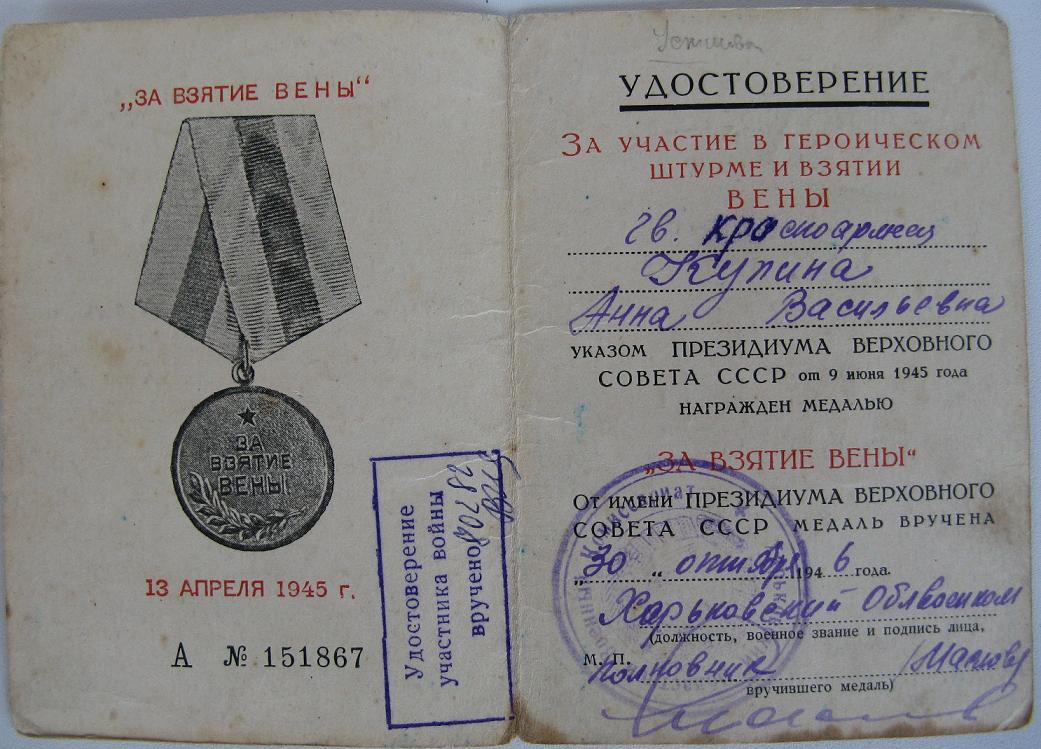 „ЗА ВЗЯТИЕ ВЕНЫ“
ЗА
ВЗЯТИЕ
ВЕНЫ
13 АПРЕЛЯ 1945 г.
А № 151867
Удостоверение
участника войны
вручено
УДОСТОВЕРЕНИЕ
ЗА УЧАСТИЕ В ГЕРОИЧЕСКОМ
ШТУРМЕ И ВЗЯТИИ
ВЕНЫ
гв. красноармеец
Купина
Анна Васильевна
УКАЗОМ ПРЕЗИДИУМА ВЕРХОВНОГО
СОВЕТА СССР от 9 июня 1945 года
НАГРАЖДЕН МЕДАЛЬЮ
„ЗА ВЗЯТИЕ ВЕНЫ“
От имени ПРЕЗИДИУМА ВЕРХОВНОГО
СОВЕТА СССР МЕДАЛЬ ВРУЧЕНА
„30„ октября 1946 года.
Харьковский Облвоенком
(должность, военное звание и подпись лица,
М. П.
Полковник /Маслов/
вручившего медаль)